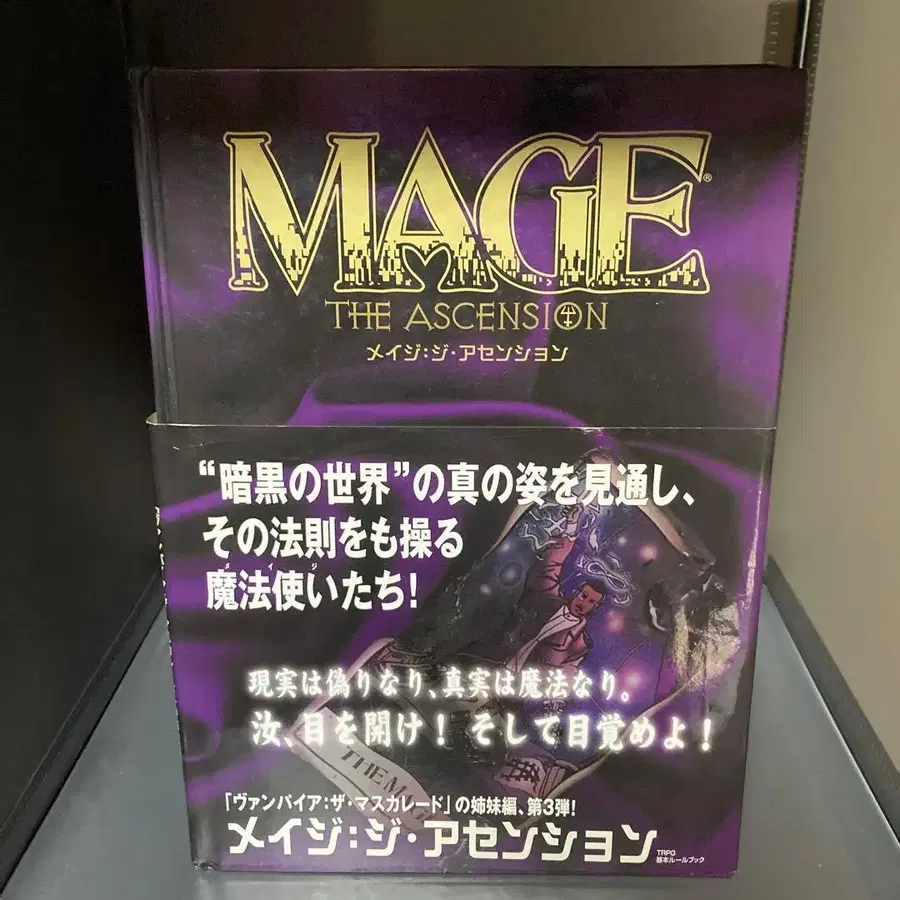 MAGE®
THE ASCENSION
メイジ:ジ・アセンション
“暗黒の世界”の真の姿を見通し、
その法則をも操る
メイジ
魔法使いたち!
現実は偽りなり、真実は魔法なり。
汝、目を開け! そして目覚めよ!
THE MAG
「ヴァンパイア:ザ・マスカレード」の姉妹編、第3弾!
メイジ:ジ・アセンション
TRPG
基本ルールブック